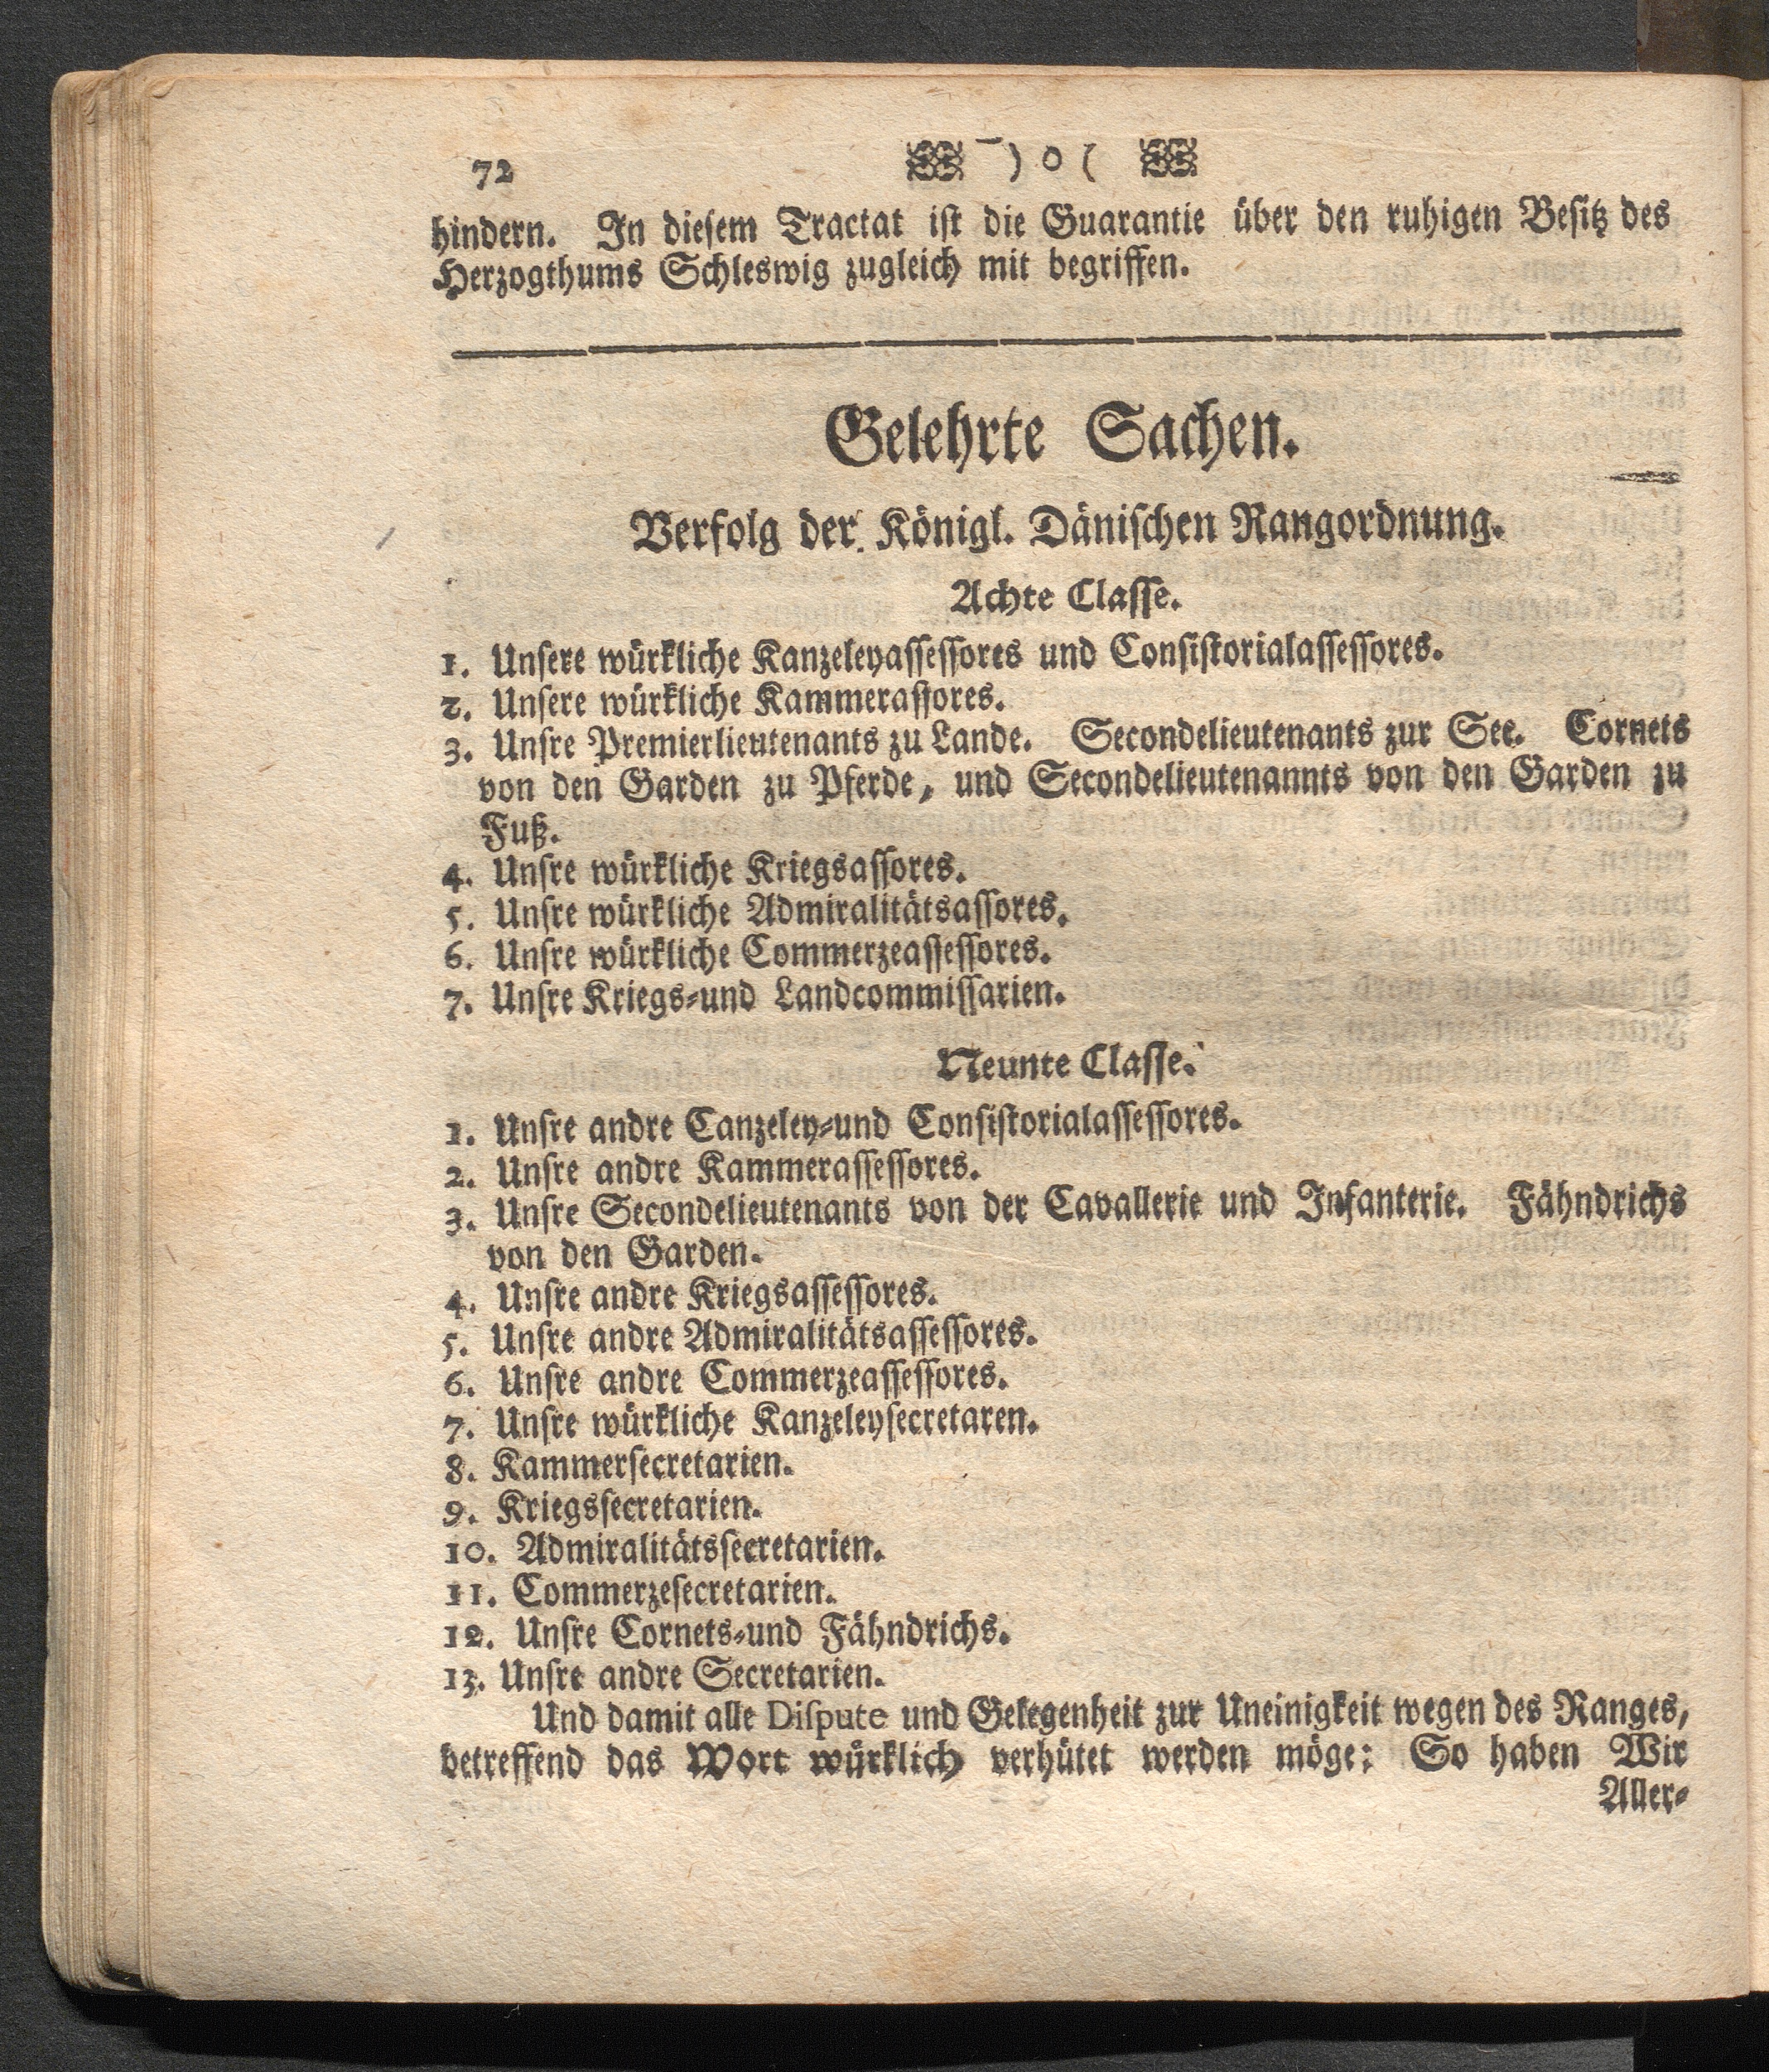 72 ) o (
hindern. In diesem Tractat ist die Guarantie über den ruhigen Besitz des
Herzogthums Schleswig zugleich mit begriffen.
Gelehrte Sachen.
Verfolg der Königl. Dänischen Rangordnung.
Achte Classe.
1. Unsere würkliche Kanzeleyassessores und Consistorialassessores.
2. Unsere würkliche Kammerassores.
3. Unsre Premierlieutenants zu Lande. Secondelieutenants zur See. Cornets
von den Garden zu Pferde, und Secondelieutenannts von den Garden zu
Fuß.
4. Unsre würkliche Kriegsassores.
5. Unsre würkliche Admiralitätsassores.
6. Unsre würkliche Commerzeassessores.
7. Unsre Kriegs-und Landcommissarien.
Neunte Classe.
1. Unsre andre Canzeley-und Consistorialassessores.
2. Unsre andre Kammerassessores.
3. Unsre Secondelieutenants von der Cavallerie und Infanterie. Fähndrichs
von den Garden.
4. Unsre andre Kriegsassessores.
5. Unsre andre Admiralitätsassessores.
6. Unsre andre Commerzeassessores.
7. Unsre würkliche Kanzeleysecretaren.
8. Kammersecretarien.
9. Kriegssecretarien.
10. Admiralitätssecretarien.
11. Commerzesecretarien.
12. Unsre Cornets-und Fähndrichs.
13. Unsre andre Secretarien.
Und damit alle Dispute und Gelegenheit zur Uneinigkeit wegen des Ranges,
betreffend das Wort würklich verhütet werden möge: So haben Wir
Aller-